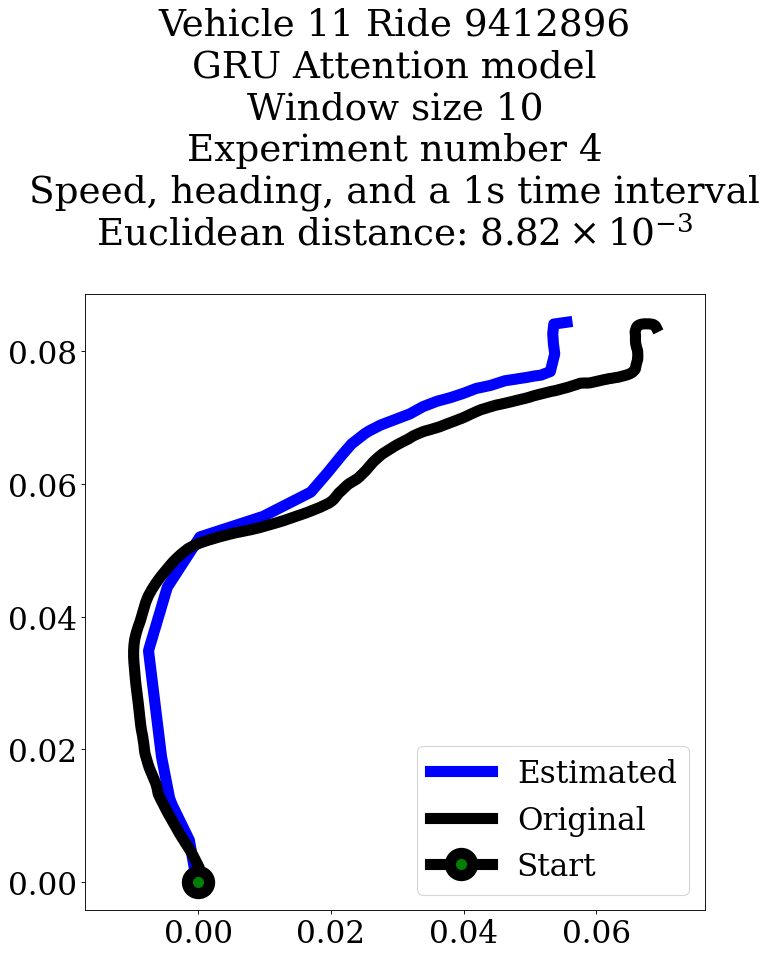 Vehicle 11 Ride 9412896
GRU Attention model
Window size 10
Experiment number 4
Speed, heading, and a 1s time interval
Euclidean distance: 8.82 × 10⁻³
0.08
0.06
0.04
0.02
0.00
Estimated
Original
Start
0.00 0.02 0.04 0.06